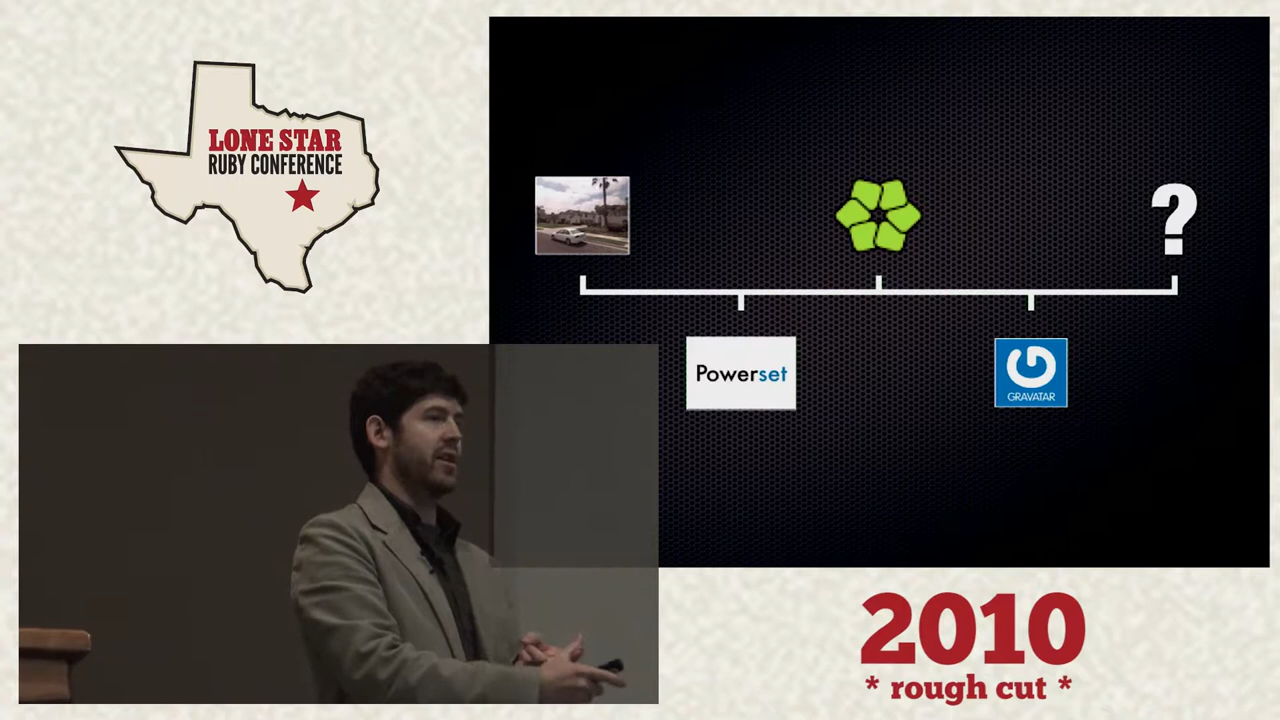 LONE STAR
RUBY CONFERENCE
?
Powerset
GRAVATAR
2010
* rough cut *